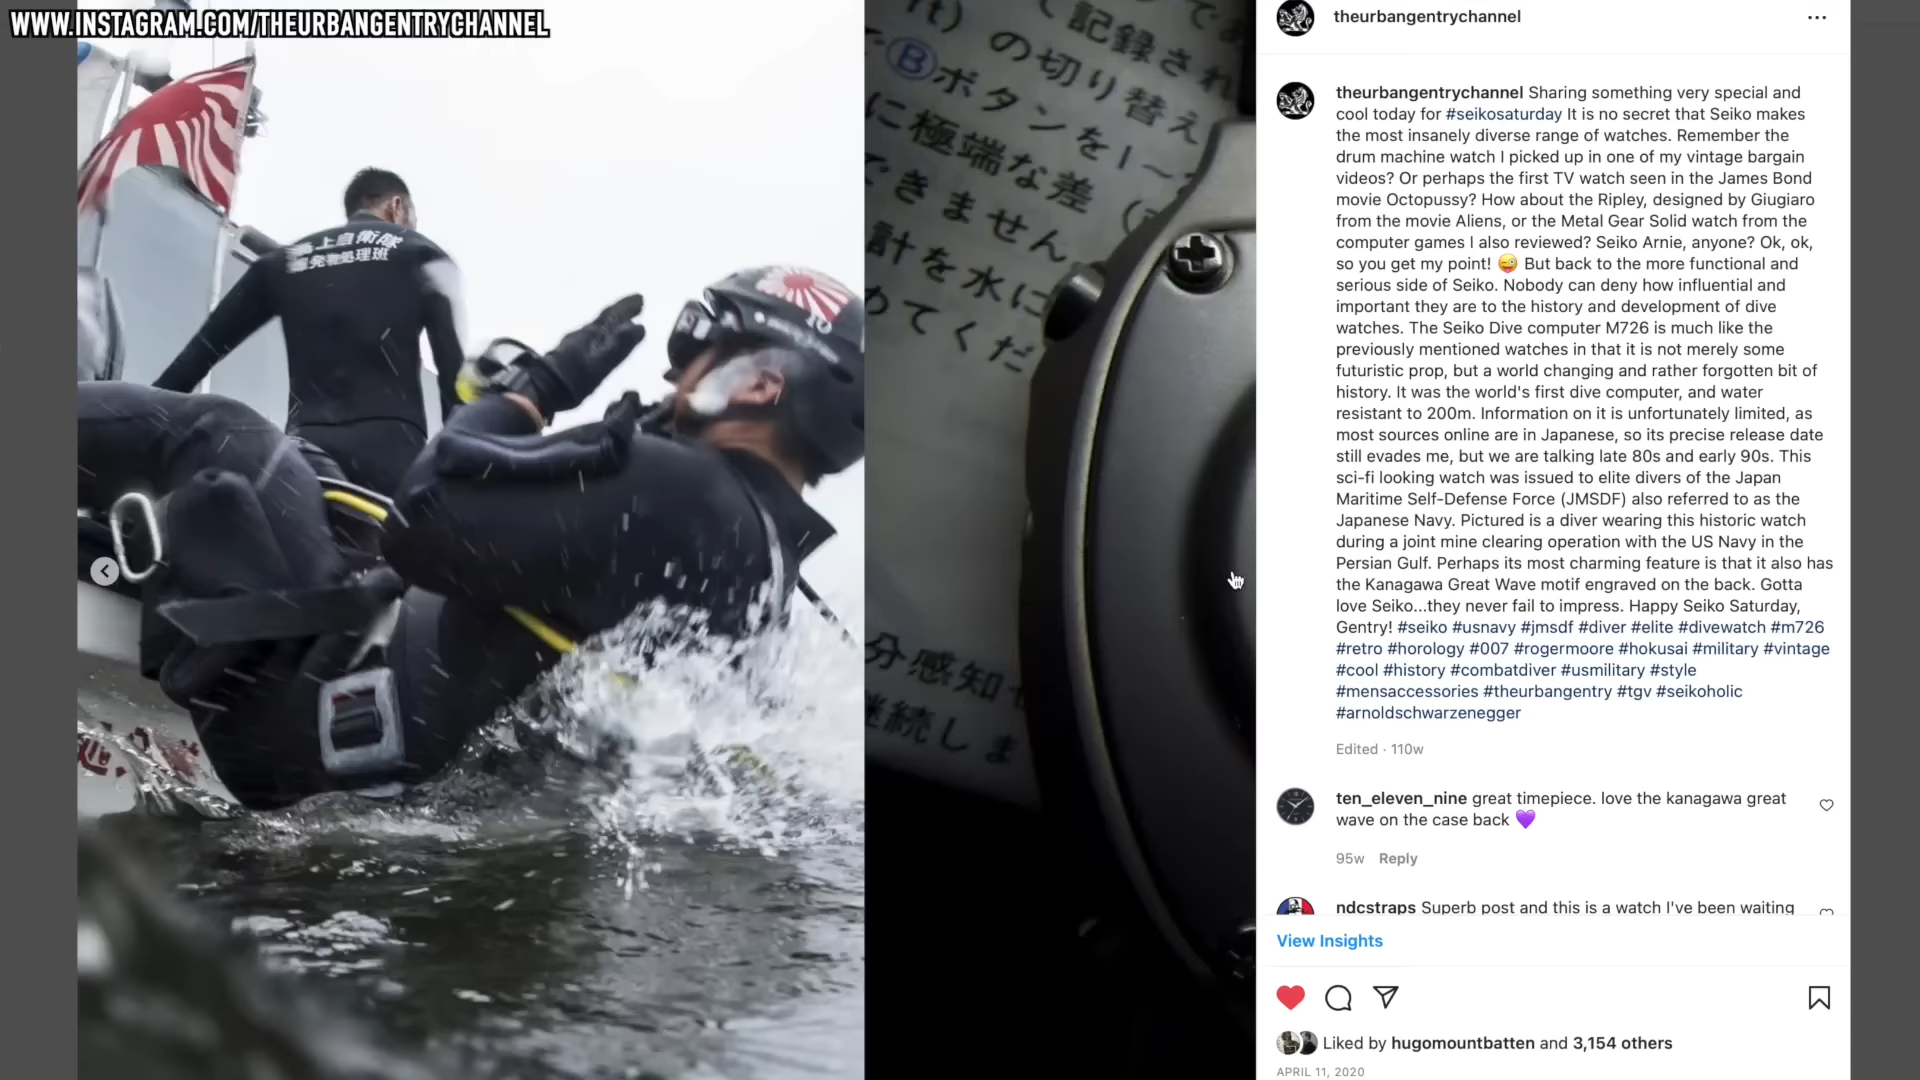 WWW.INSTAGRAM.COM/THEURBANGENTRYCHANNEL
上自衛隊
処理班
て記録され
ft) の切り替え
Ⓑボタンを1〜
に極端な差
できません
計を水に
めてくだ
分感知
継続しま
theurbangentrychannel
theurbangentrychannel Sharing something very special and
cool today for #seikosaturday It is no secret that Seiko makes
the most insanely diverse range of watches. Remember the
drum machine watch I picked up in one of my vintage bargain
videos? Or perhaps the first TV watch seen in the James Bond
movie Octopussy? How about the Ripley, designed by Giugiaro
from the movie Aliens, or the Metal Gear Solid watch from the
computer games I also reviewed? Seiko Arnie, anyone? Ok, ok,
so you get my point! 😜 But back to the more functional and
serious side of Seiko. Nobody can deny how influential and
important they are to the history and development of dive
watches. The Seiko Dive computer M726 is much like the
previously mentioned watches in that it is not merely some
futuristic prop, but a world changing and rather forgotten bit of
history. It was the world's first dive computer, and water
resistant to 200m. Information on it is unfortunately limited, as
most sources online are in Japanese, so its precise release date
still evades me, but we are talking late 80s and early 90s. This
sci-fi looking watch was issued to elite divers of the Japan
Maritime Self-Defense Force (JMSDF) also referred to as the
Japanese Navy. Pictured is a diver wearing this historic watch
during a joint mine clearing operation with the US Navy in the
Persian Gulf. Perhaps its most charming feature is that it also has
the Kanagawa Great Wave motif engraved on the back. Gotta
love Seiko...they never fail to impress. Happy Seiko Saturday,
Gentry! #seiko #usnavy #jmsdf #diver #elite #divewatch #m726
#retro #horology #007 #rogermoore #hokusai #military #vintage
#cool #history #combatdiver #usmilitary #style
#mensaccessories #theurbangentry #tgv #seikoholic
#arnoldschwarzenegger
Edited · 110w
ten_eleven_nine great timepiece. love the kanagawa great
wave on the case back 💜
95w Reply
ndcstraps Superb post and this is a watch I've been waiting
View Insights
Liked by hugomountbatten and 3,154 others
APRIL 11, 2020